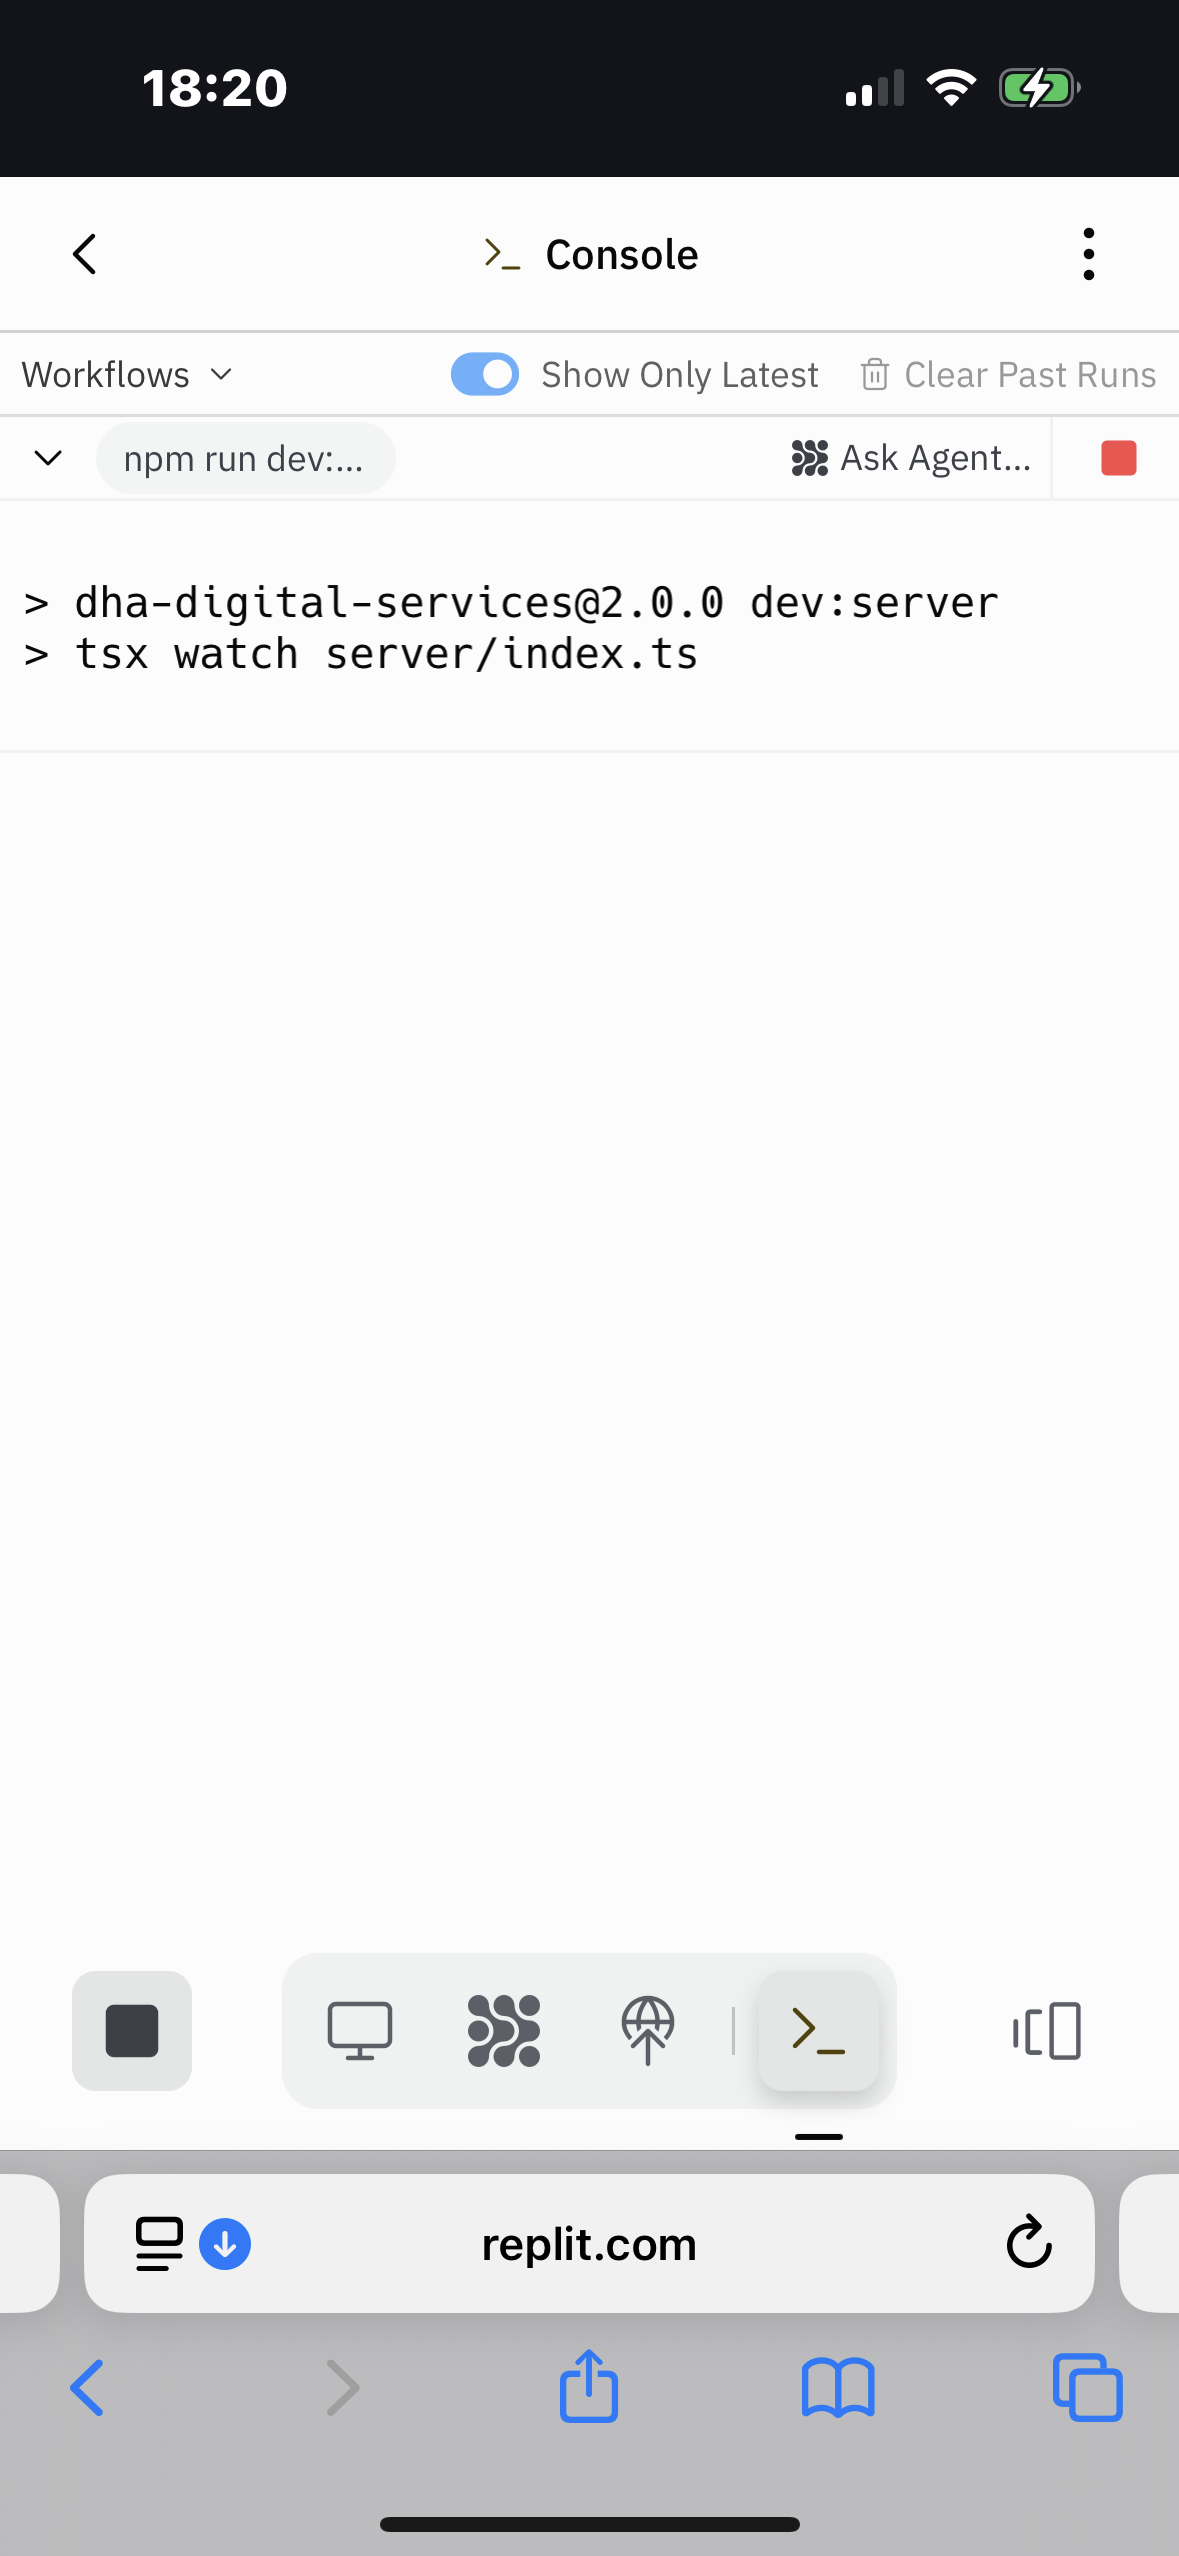 18:20
Console
Workflows
Show Only Latest
Clear Past Runs
npm run dev:...
Ask Agent...
> dha-digital-services@2.0.0 dev:server
> tsx watch server/index.ts
replit.com